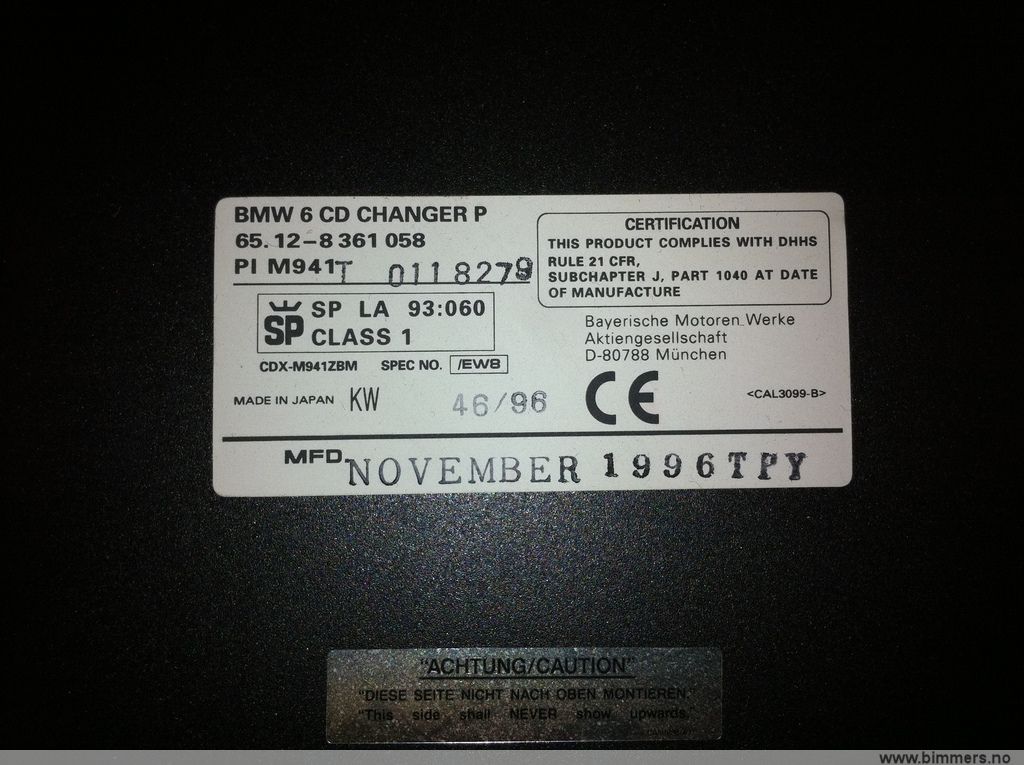 BMW 6 CD CHANGER P
65. 12-8 361 058
PI M941T 0118279
SP LA 93:060
SP CLASS 1
CDX-M941ZBM SPEC NO. /EW8
MADE IN JAPAN KW 46/96
CERTIFICATION
THIS PRODUCT COMPLIES WITH DHHS
RULE 21 CFR,
SUBCHAPTER J, PART 1040 AT DATE
OF MANUFACTURE
Bayerische Motoren Werke
Aktiengesellschaft
D-80788 München
CE <CAL3099-B>
MFD. NOVEMBER 1996 TPY
"ACHTUNG/CAUTION"
"DIESE SEITE NICHT NACH OBEN MONTIEREN."
"This side shall NEVER show upwards."
www.bimmers.no